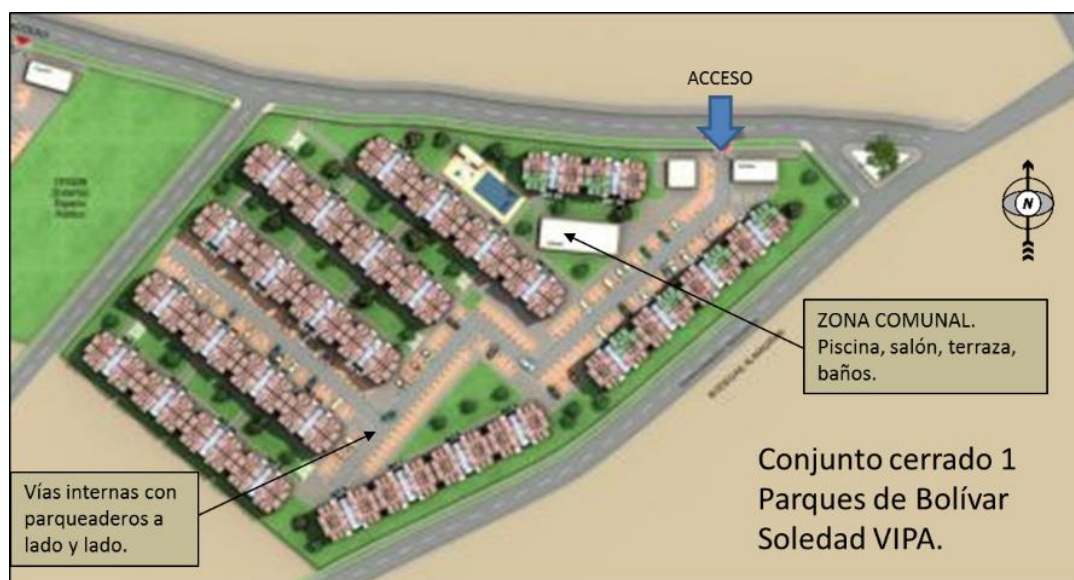 ACCESO
N
ZONA COMUNAL.
Piscina, salón, terraza,
baños.
Vías internas con
parqueaderos a
lado y lado.
Conjunto cerrado 1
Parques de Bolívar
Soledad VIPA.